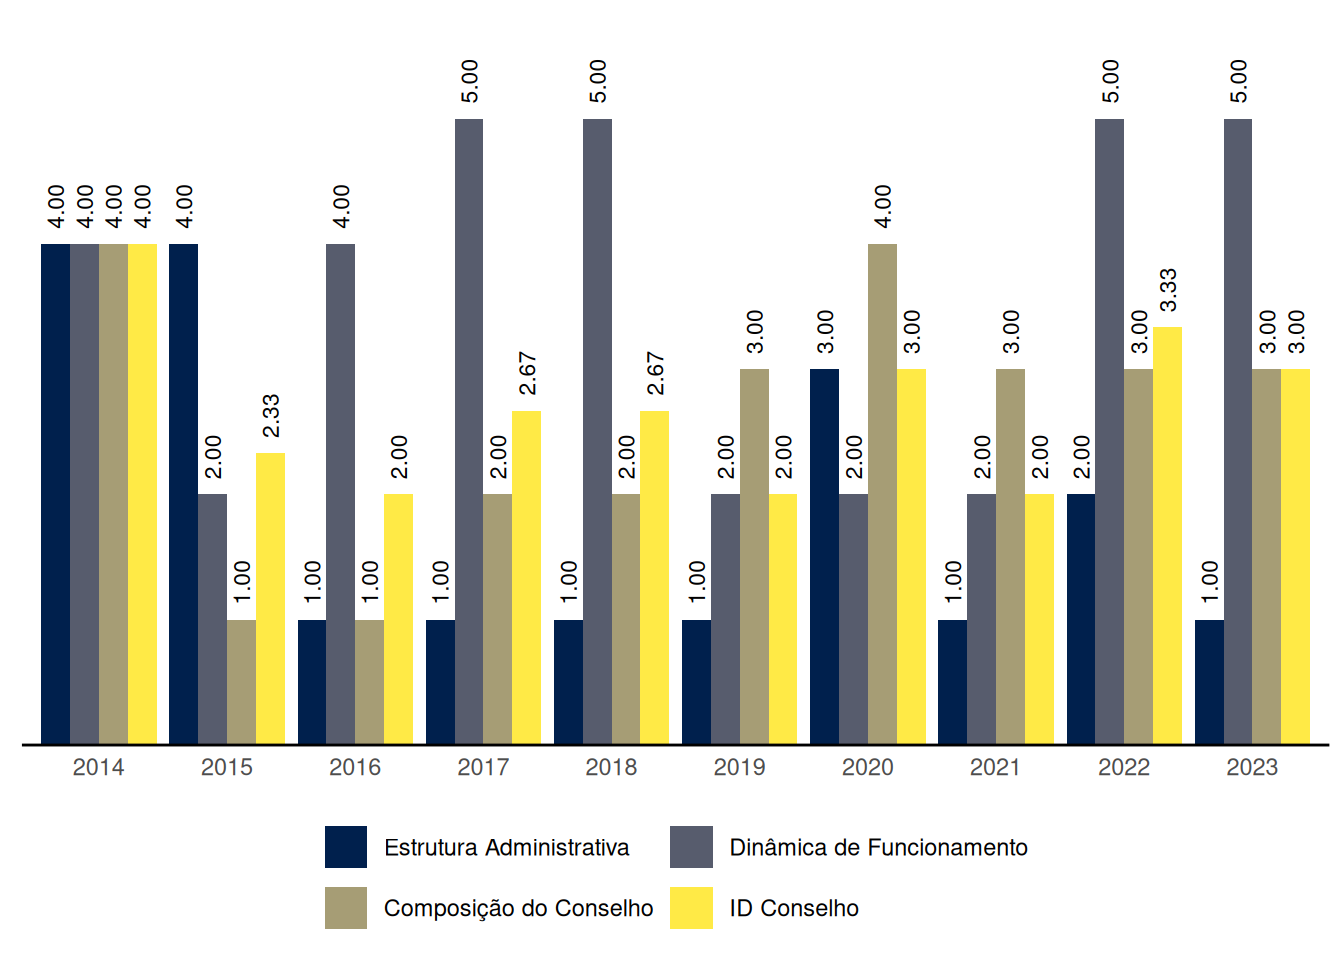 4.00 4.00 4.00 4.00 4.00 2.00 1.00 2.33 1.00 4.00 1.00 2.00 1.00 5.00 2.00 2.67 1.00 5.00 2.00 2.67 1.00 2.00 3.00 2.00 3.00 2.00 4.00 3.00 1.00 2.00 3.00 2.00 2.00 5.00 3.00 3.33 1.00 5.00 3.00 3.00
2014 2015 2016 2017 2018 2019 2020 2021 2022 2023
Estrutura Administrativa Dinâmica de Funcionamento
Composição do Conselho ID Conselho